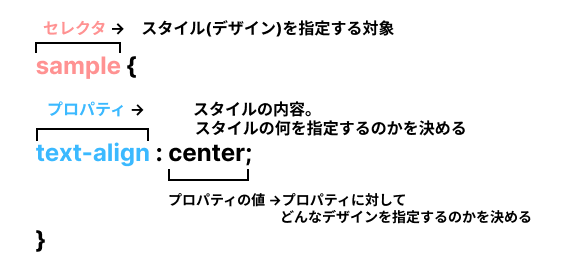 セレクタ → スタイル(デザイン)を指定する対象
sample {
プロパティ → スタイルの内容。
スタイルの何を指定するのかを決める
text-align : center;
プロパティの値 →プロパティに対して
どんなデザインを指定するのかを決める
}